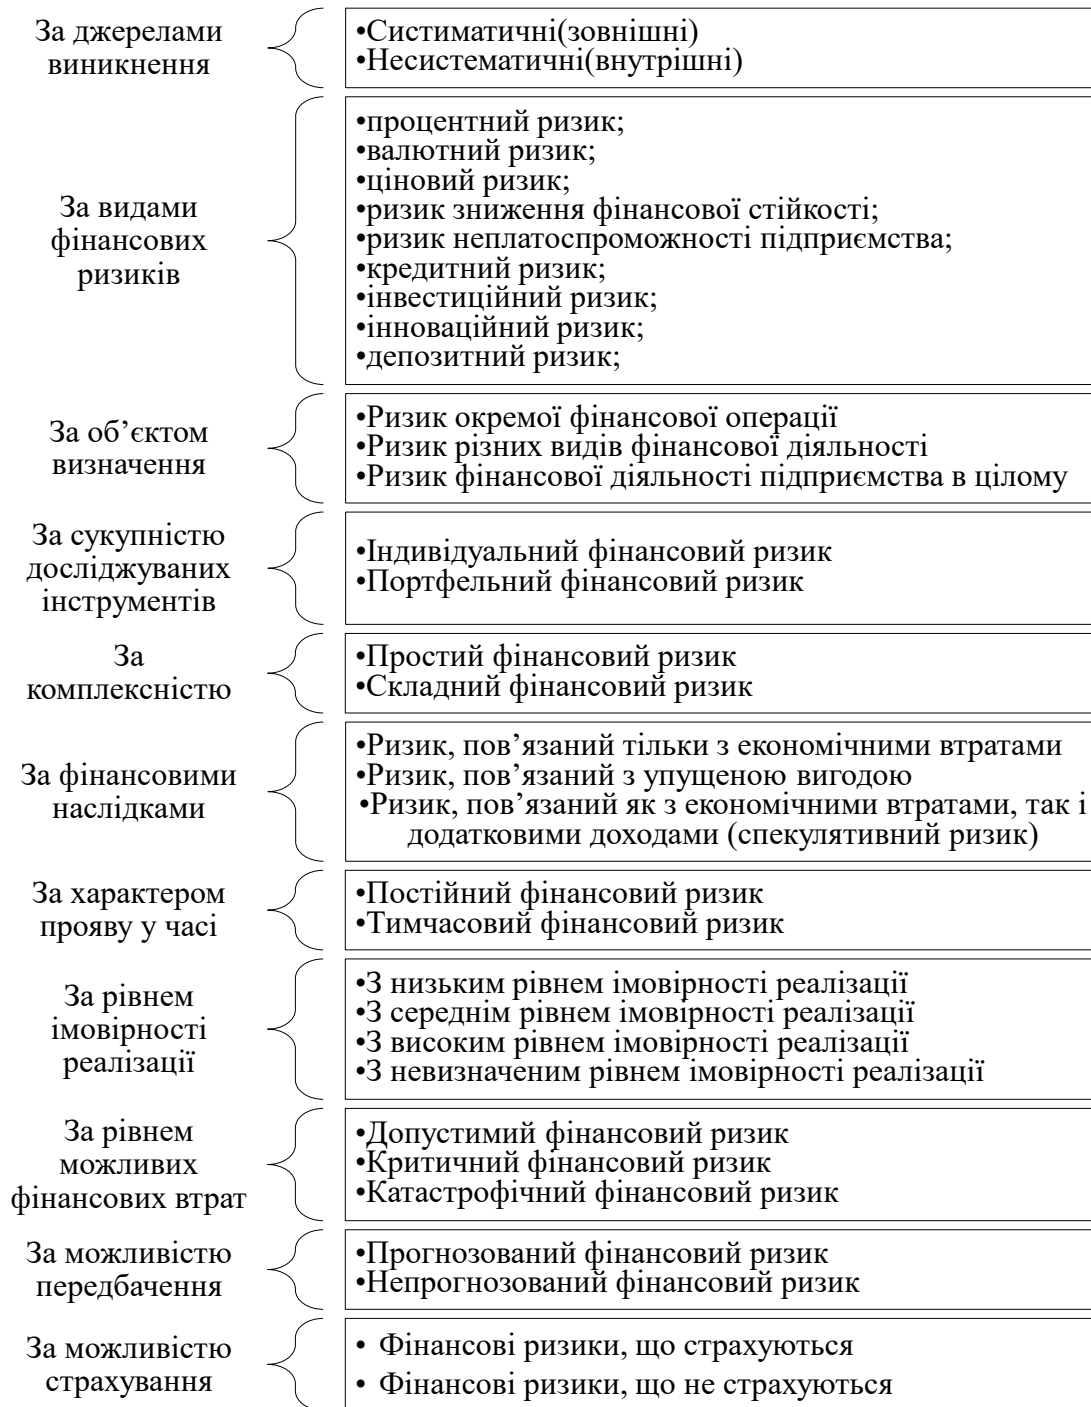 За джерелами
виникнення
•Систиматичні(зовнішні)
•Несистематичні(внутрішні)
За видами
фінансових
ризиків
•процентний ризик;
•валютний ризик;
•ціновий ризик;
•ризик зниження фінансової стійкості;
•ризик неплатоспроможності підприємства;
•кредитний ризик;
•інвестиційний ризик;
•інноваційний ризик;
•депозитний ризик;
За об’єктом
визначення
•Ризик окремої фінансової операції
•Ризик різних видів фінансової діяльності
•Ризик фінансової діяльності підприємства в цілому
За сукупністю
досліджуваних
інструментів
•Індивідуальний фінансовий ризик
•Портфельний фінансовий ризик
За
комплексністю
•Простий фінансовий ризик
•Складний фінансовий ризик
За фінансовими
наслідками
•Ризик, пов’язаний тільки з економічними втратами
•Ризик, пов’язаний з упущеною вигодою
•Ризик, пов’язаний як з економічними втратами, так і
додатковими доходами (спекулятивний ризик)
За характером
прояву у часі
•Постійний фінансовий ризик
•Тимчасовий фінансовий ризик
За рівнем
імовірності
реалізації
•З низьким рівнем імовірності реалізації
•З середнім рівнем імовірності реалізації
•З високим рівнем імовірності реалізації
•З невизначеним рівнем імовірності реалізації
За рівнем
можливих
фінансових втрат
•Допустимий фінансовий ризик
•Критичний фінансовий ризик
•Катастрофічний фінансовий ризик
За можливістю
передбачення
•Прогнозований фінансовий ризик
•Непрогнозований фінансовий ризик
За можливістю
страхування
• Фінансові ризики, що страхуються
• Фінансові ризики, що не страхуються